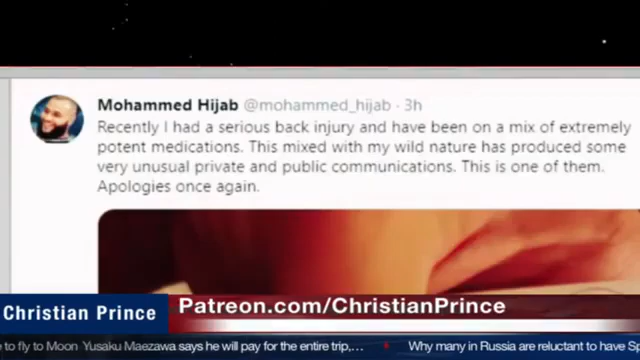 Mohammed Hijab @mohammed_hijab · 3h
Recently I had a serious back injury and have been on a mix of extremely
potent medications. This mixed with my wild nature has produced some
very unusual private and public communications. This is one of them.
Apologies once again.
Christian Prince
Patreon.com/ChristianPrince
to fly to Moon Yusaku Maezawa says he will pay for the entire trip,... Why many in Russia are reluctant to have